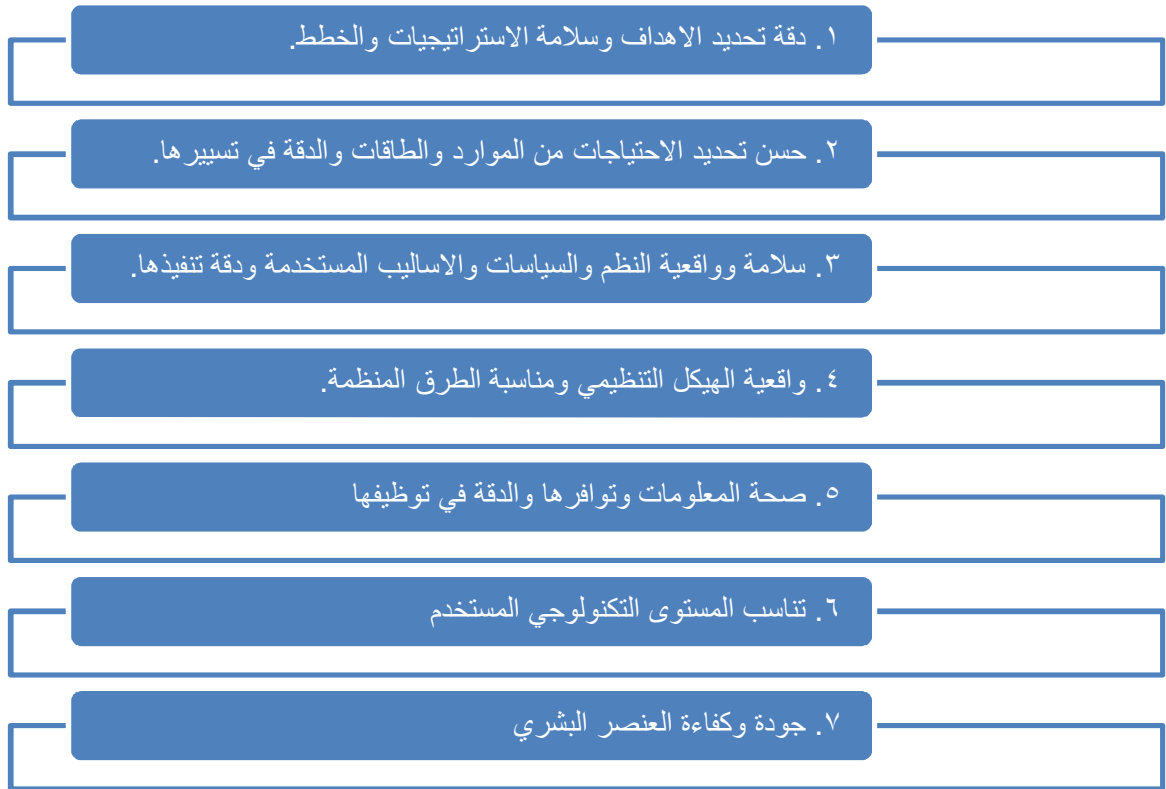 ١. دقة تحديد الاهداف وسلامة الاستراتيجيات والخطط.
٢. حسن تحديد الاحتياجات من الموارد والطاقات والدقة في تسييرها.
٣. سلامة وواقعية النظم والسياسات والاساليب المستخدمة ودقة تنفيذها.
٤. واقعية الهيكل التنظيمي ومناسبة الطرق المنظمة.
٥. صحة المعلومات وتوافرها والدقة في توظيفها
٦. تناسب المستوى التكنولوجي المستخدم
٧. جودة وكفاءة العنصر البشري